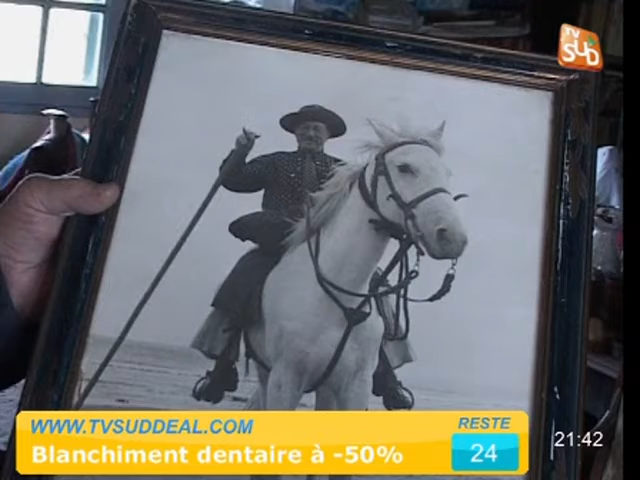 TV
SUD
WWW.TVSUDDEAL.COM
RESTE
Blanchiment dentaire à -50%
24
21:42